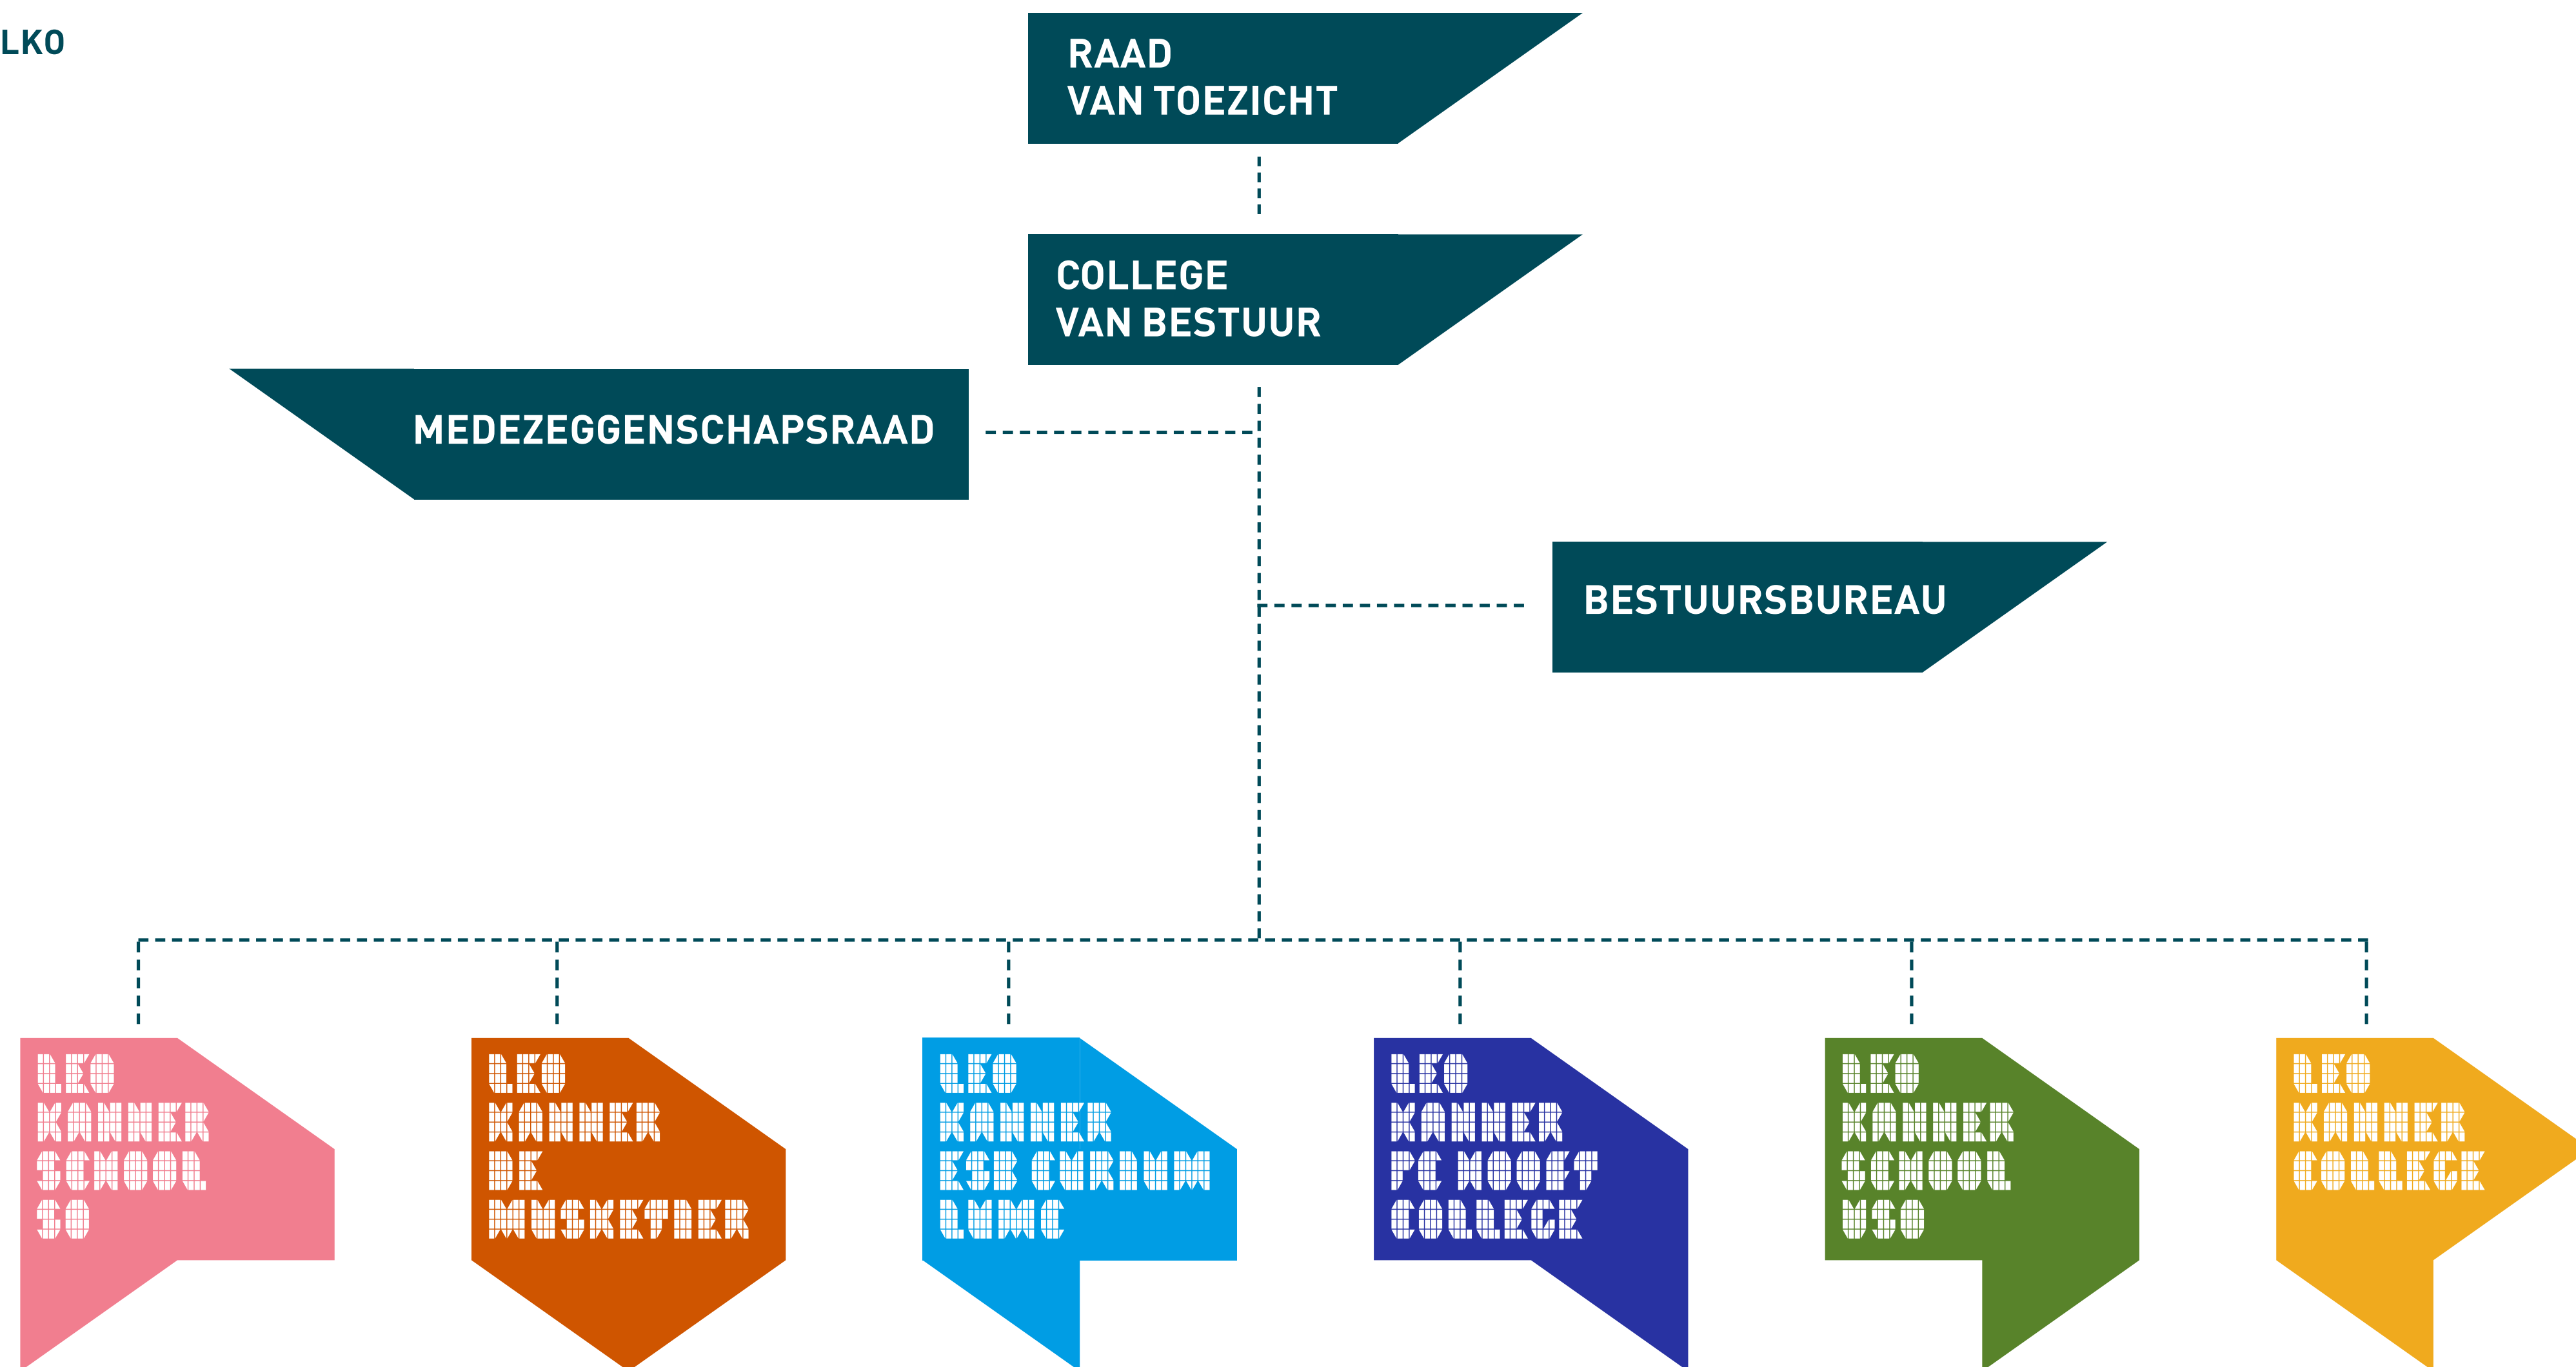 LKO
RAAD
VAN TOEZICHT
COLLEGE
VAN BESTUUR
MEDEZEGGENSCHAPSRAAD
BESTUURSBUREAU
LEO
KANNER
SCHOOL
SO
LEO
KANNER
DE
MUSKETIER
LEO
KANNER
ESB CURIUM
LUMC
LEO
KANNER
PC HOOFT
COLLEGE
LEO
KANNER
SCHOOL
VSO
LEO
KANNER
COLLEGE